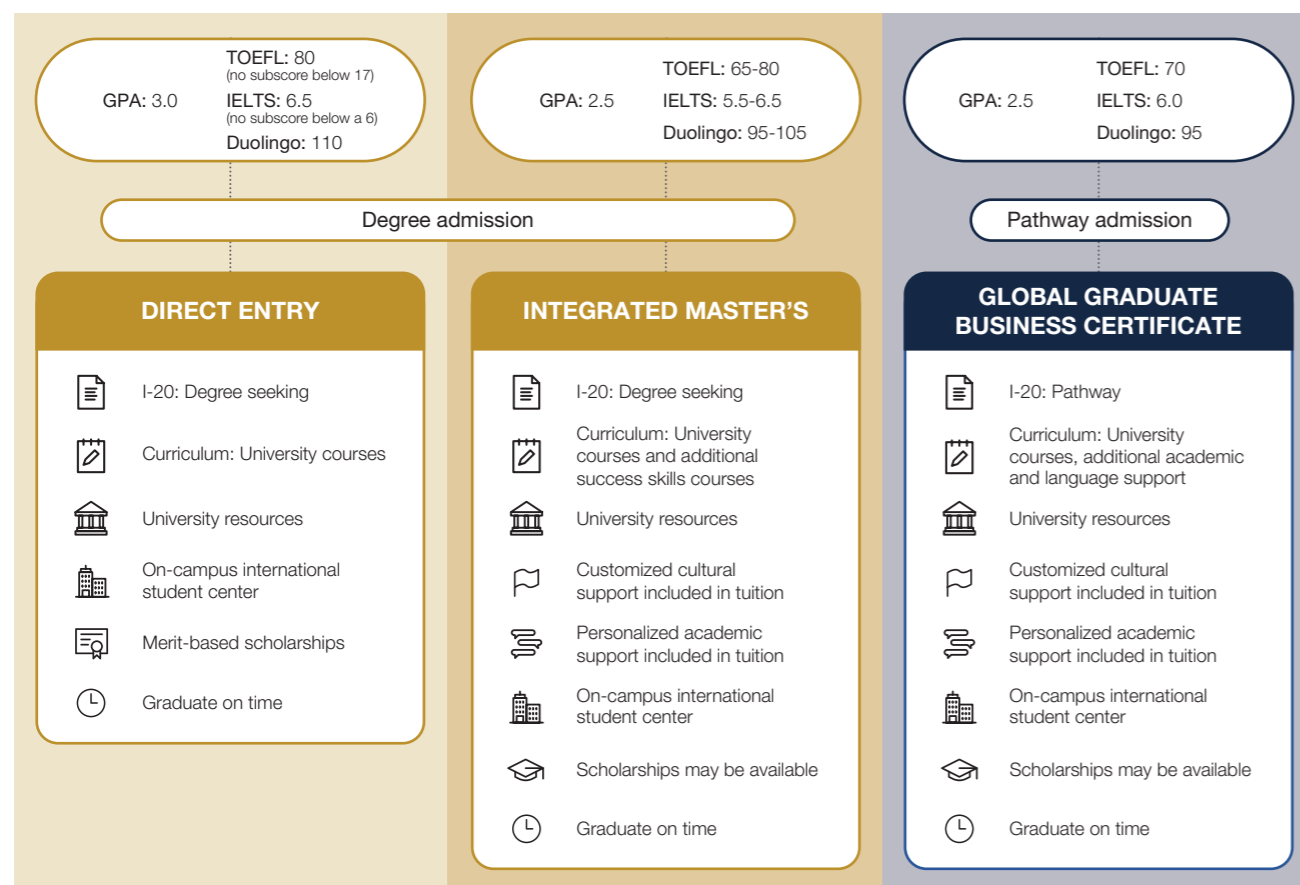 GPA: 3.0
TOEFL: 80
(no subscore below 17)
IELTS: 6.5
(no subscore below a 6)
Duolingo: 110
GPA: 2.5
TOEFL: 65-80
IELTS: 5.5-6.5
Duolingo: 95-105
GPA: 2.5
TOEFL: 70
IELTS: 6.0
Duolingo: 95
Degree admission
Pathway admission
DIRECT ENTRY
I-20: Degree seeking
Curriculum: University courses
University resources
On-campus international
student center
Merit-based scholarships
Graduate on time
INTEGRATED MASTER'S
I-20: Degree seeking
Curriculum: University
courses and additional
success skills courses
University resources
Customized cultural
support included in tuition
Personalized academic
support included in tuition
On-campus international
student center
Scholarships may be available
Graduate on time
GLOBAL GRADUATE
BUSINESS CERTIFICATE
I-20: Pathway
Curriculum: University
courses, additional academic
and language support
University resources
Customized cultural
support included in tuition
Personalized academic
support included in tuition
On-campus international
student center
Scholarships may be available
Graduate on time